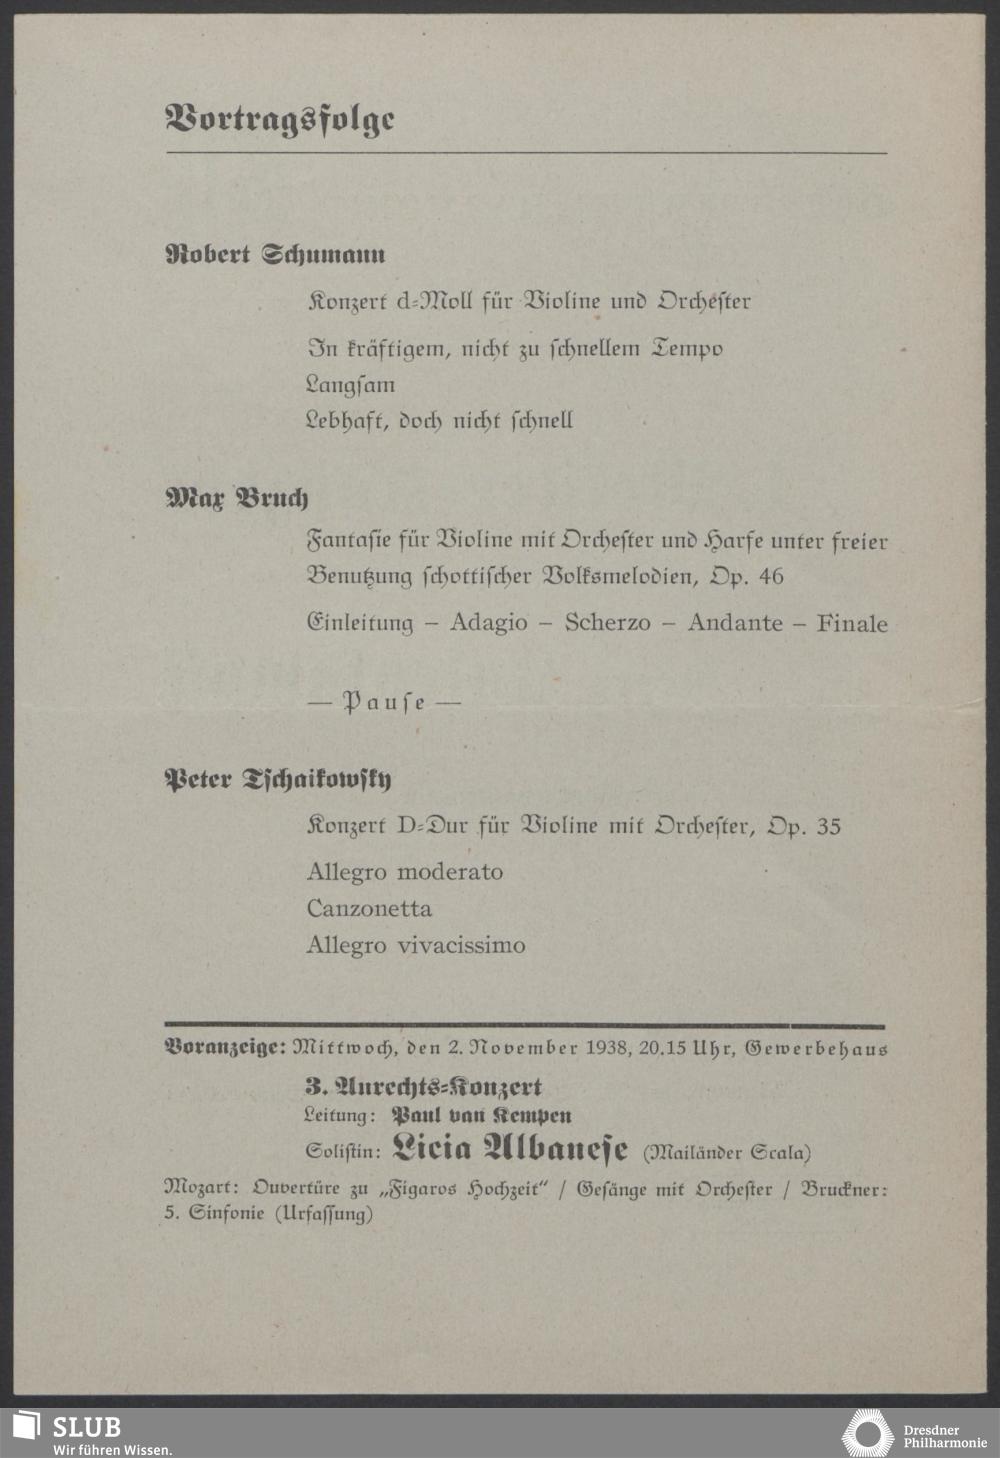 Vortragsfolge
Robert Schumann
Konzert d=Moll für Violine und Orchester
In kräftigem, nicht zu schnellem Tempo
Langsam
Lebhaft, doch nicht schnell
Max Bruch
Fantasie für Violine mit Orchester und Harfe unter freier
Benutzung schottischer Volksmelodien, Op. 46
Einleitung – Adagio – Scherzo – Andante – Finale
— Pause —
Peter Tschaikowsky
Konzert D=Dur für Violine mit Orchester, Op. 35
Allegro moderato
Canzonetta
Allegro vivacissimo
Voranzeige: Mittwoch, den 2. November 1938, 20.15 Uhr, Gewerbehaus
3. Anrechts=Konzert
Leitung: Paul van Kempen
Solistin: Licia Albanese (Mailänder Scala)
Mozart: Ouvertüre zu „Figaros Hochzeit“ / Gesänge mit Orchester / Bruckner:
5. Sinfonie (Urfassung)
SLUB
Wir führen Wissen.
Dresdner
Philharmonie